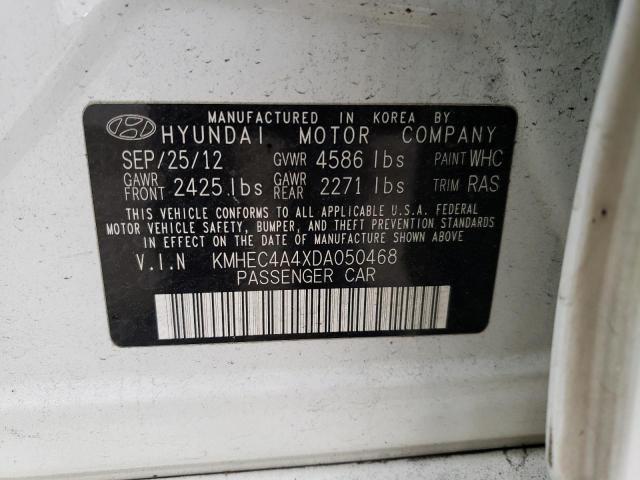 MANUFACTURED IN KOREA BY
HYUNDAI MOTOR COMPANY
SEP/25/12 GVWR 4586 lbs PAINT WHC
GAWR FRONT 2425 lbs GAWR REAR 2271 lbs TRIM RAS
THIS VEHICLE CONFORMS TO ALL APPLICABLE U.S.A. FEDERAL
MOTOR VEHICLE SAFETY, BUMPER, AND THEFT PREVENTION STANDARDS
IN EFFECT ON THE DATE OF MANUFACTURE SHOWN ABOVE.
V.I.N KMHEC4A4XDA050468
PASSENGER CAR